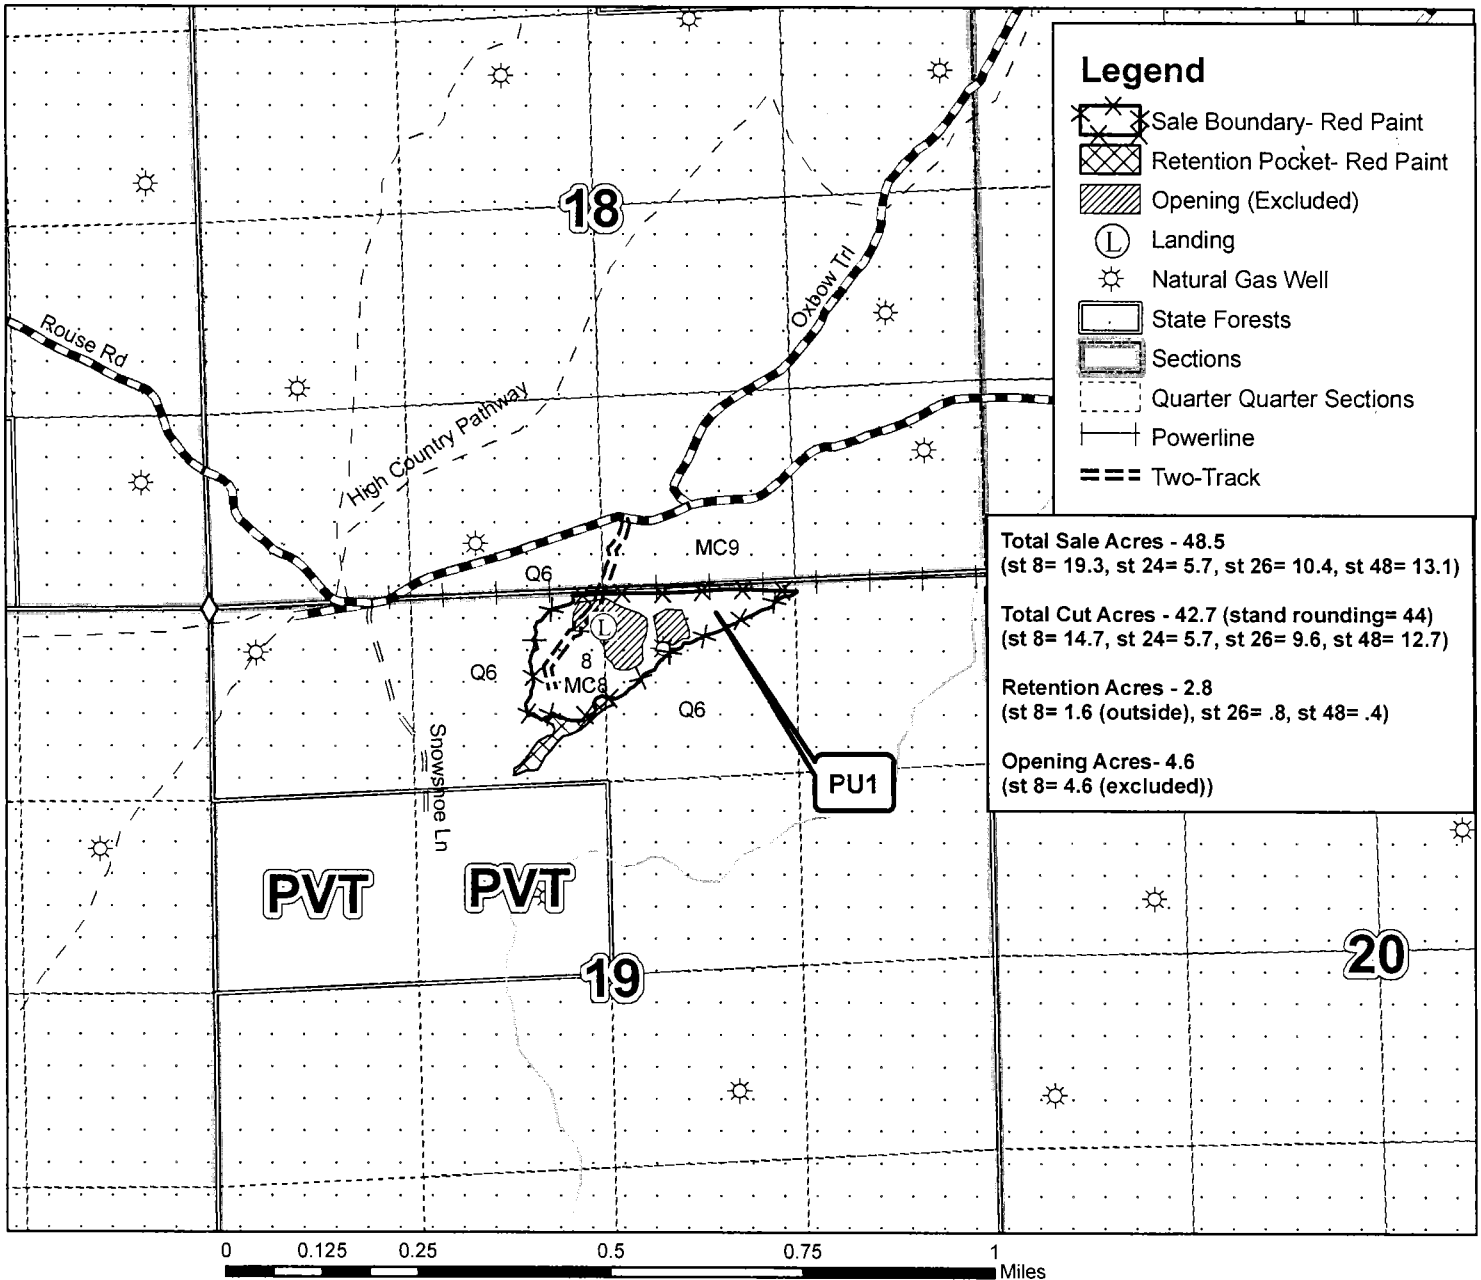 Legend
Sale Boundary- Red Paint
Retention Pocket- Red Paint
Opening (Excluded)
Landing
Natural Gas Well
State Forests
Sections
Quarter Quarter Sections
Powerline
Two-Track
18
Oxbow Trl
Rouse Rd
High Country Pathway
MC9
Q6
L
Q6
8
MC8
Q6
PU1
Snowshoe Ln
PVT
PVT
19
20
Total Sale Acres - 48.5
(st 8= 19.3, st 24= 5.7, st 26= 10.4, st 48= 13.1)
Total Cut Acres - 42.7 (stand rounding= 44)
(st 8= 14.7, st 24= 5.7, st 26= 9.6, st 48= 12.7)
Retention Acres - 2.8
(st 8= 1.6 (outside), st 26= .8, st 48= .4)
Opening Acres- 4.6
(st 8= 4.6 (excluded))
0 0.125 0.25 0.5 0.75 1
Miles